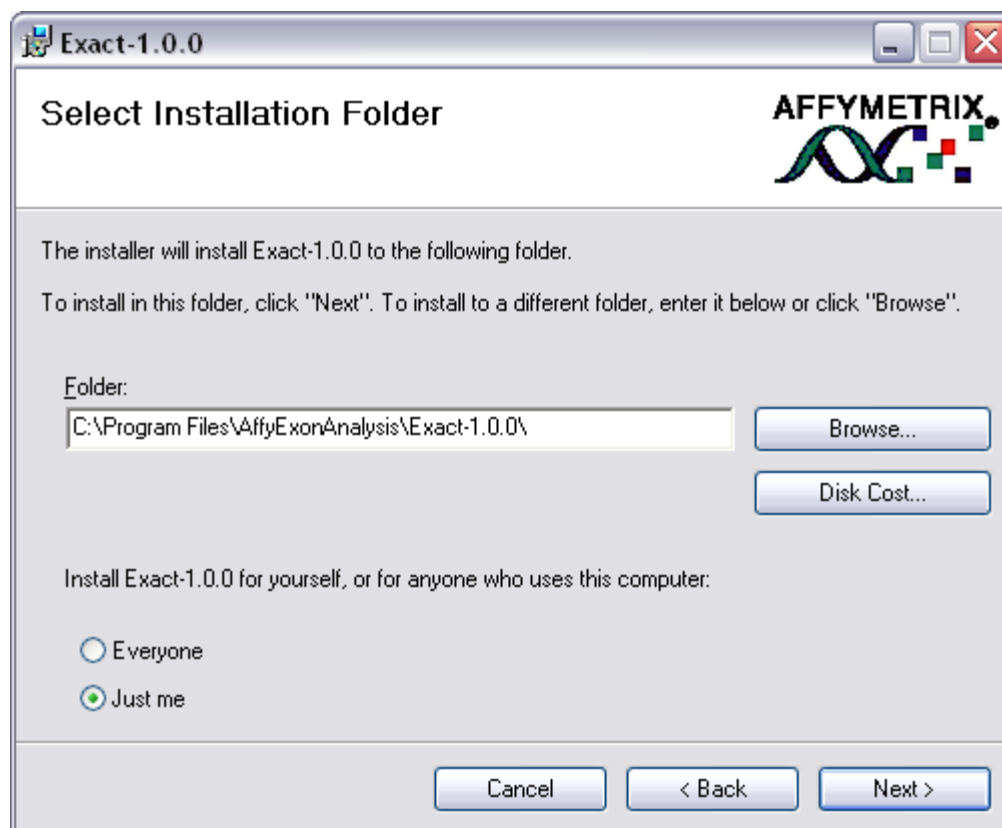 Exact-1.0.0
Select Installation Folder
AFFYMETRIX®
The installer will install Exact-1.0.0 to the following folder.
To install in this folder, click "Next". To install to a different folder, enter it below or click "Browse".
Folder:
C:\Program Files\AffyExonAnalysis\Exact-1.0.0\
Browse...
Disk Cost...
Install Exact-1.0.0 for yourself, or for anyone who uses this computer:
Everyone
Just me
Cancel
< Back
Next >